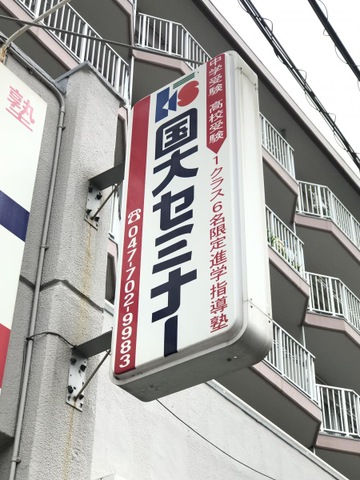 中学受験 高校受験
1クラス6名限定進学指導塾
国大セミナー
☎047-702-9983
塾